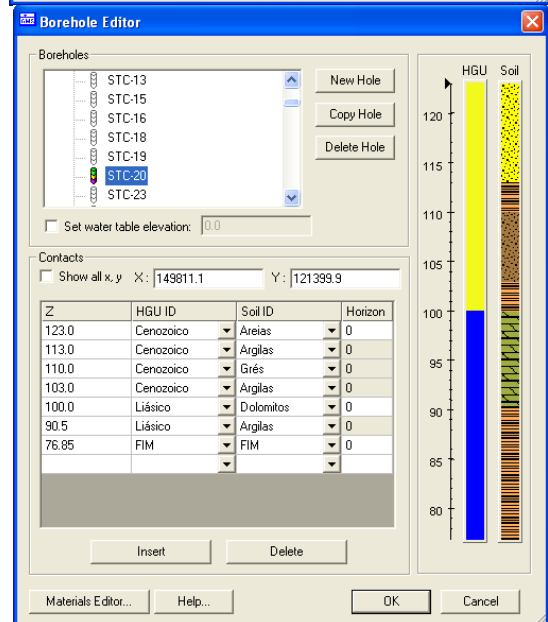 Borehole Editor
Boreholes
STC-13
STC-15
STC-16
STC-18
STC-19
STC-20
STC-23
New Hole
Copy Hole
Delete Hole
Set water table elevation: 0.0
Contacts
Show all x, y X: 149811.1 Y: 121399.9
Z HGU ID Soil ID Horizon
123.0 Cenozoico Areias 0
113.0 Cenozoico Argilas 0
110.0 Cenozoico Grés 0
103.0 Cenozoico Argilas 0
100.0 Liásico Dolomitos 0
90.5 Liásico Argilas 0
76.85 FIM FIM 0
Insert Delete
HGU Soil
120
115
110
105
100
95
90
85
80
Materials Editor... Help... OK Cancel